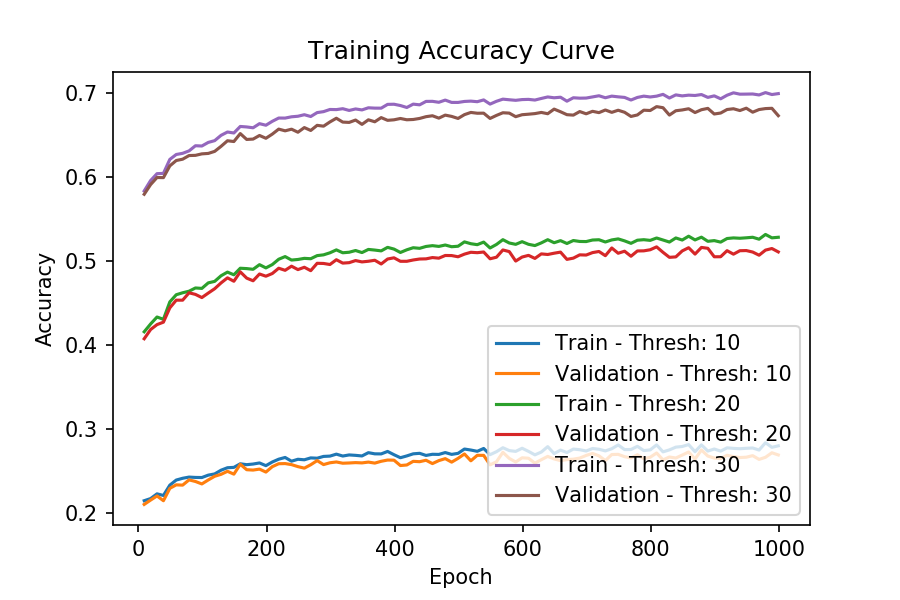 Training Accuracy Curve
Accuracy
0.7
0.6
0.5
0.4
0.3
0.2
Train - Thresh: 10
Validation - Thresh: 10
Train - Thresh: 20
Validation - Thresh: 20
Train - Thresh: 30
Validation - Thresh: 30
0 200 400 600 800 1000
Epoch